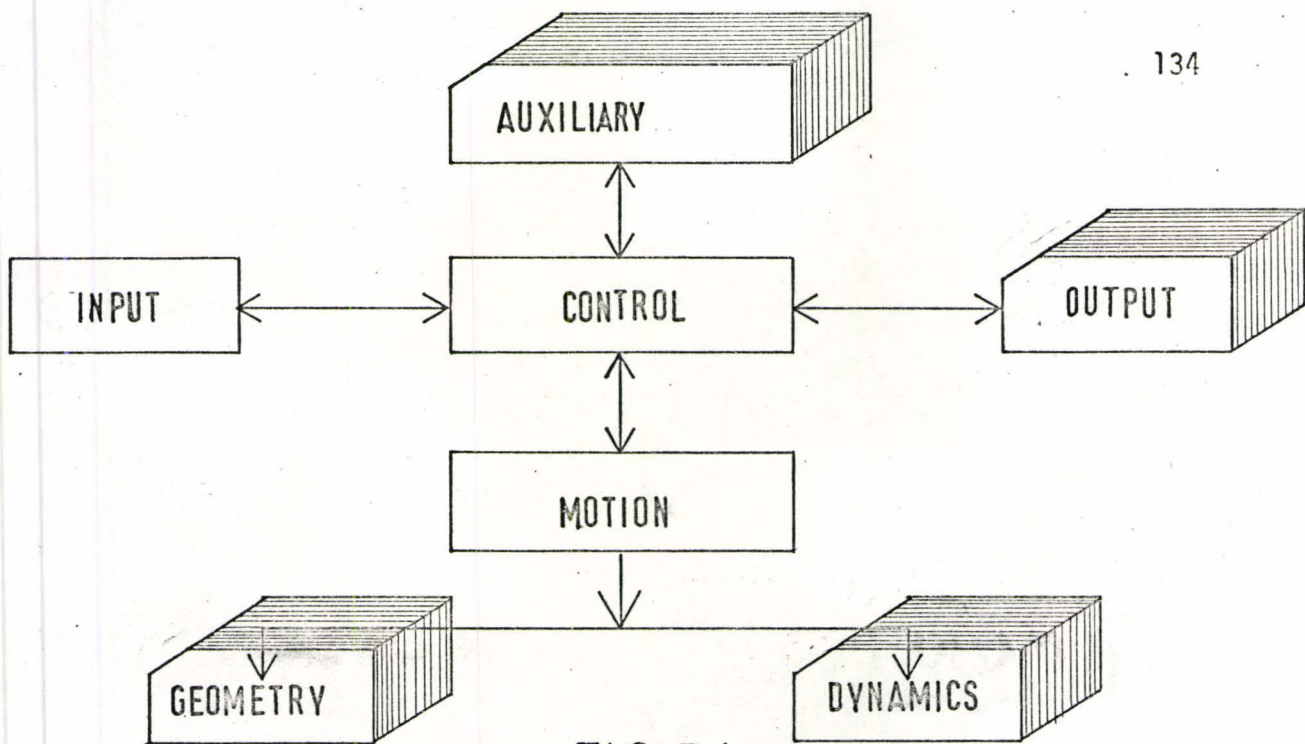 134
AUXILIARY
INPUT
CONTROL
OUTPUT
MOTION
GEOMETRY
DYNAMICS